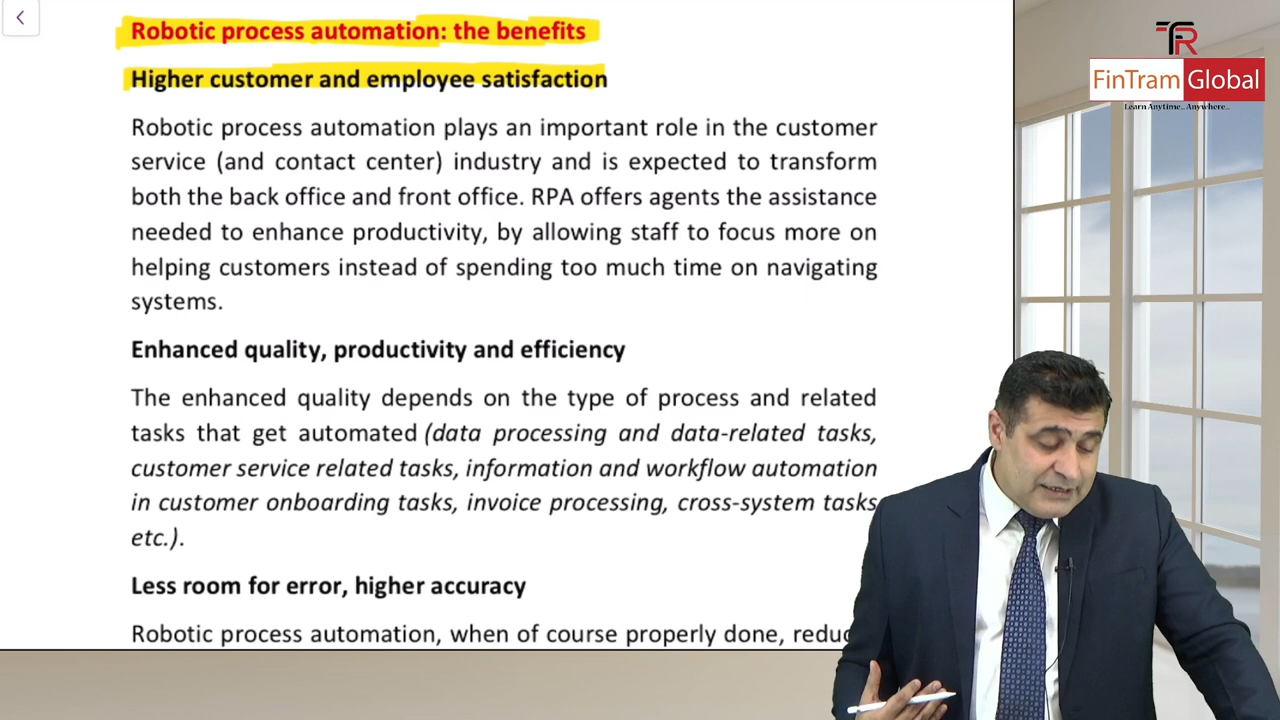 Robotic process automation: the benefits
Higher customer and employee satisfaction
Robotic process automation plays an important role in the customer
service (and contact center) industry and is expected to transform
both the back office and front office. RPA offers agents the assistance
needed to enhance productivity, by allowing staff to focus more on
helping customers instead of spending too much time on navigating
systems.
Enhanced quality, productivity and efficiency
The enhanced quality depends on the type of process and related
tasks that get automated (data processing and data-related tasks,
customer service related tasks, information and workflow automation
in customer onboarding tasks, invoice processing, cross-system tasks
etc.).
Less room for error, higher accuracy
Robotic process automation, when of course properly done,
TR
FinTram Global
Learn Anytime.. Anywhere..